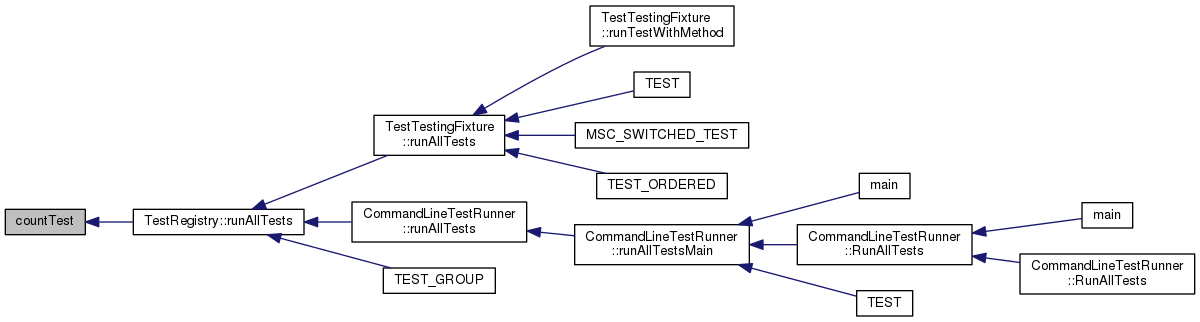 TestTestingFixture
::runTestWithMethod
TEST
TestTestingFixture
::runAllTests
MSC_SWITCHED_TEST
TEST_ORDERED
main
countTest
TestRegistry::runAllTests
CommandLineTestRunner
::runAllTests
CommandLineTestRunner
::runAllTestsMain
CommandLineTestRunner
::RunAllTests
main
CommandLineTestRunner
::RunAllTests
TEST_GROUP
TEST